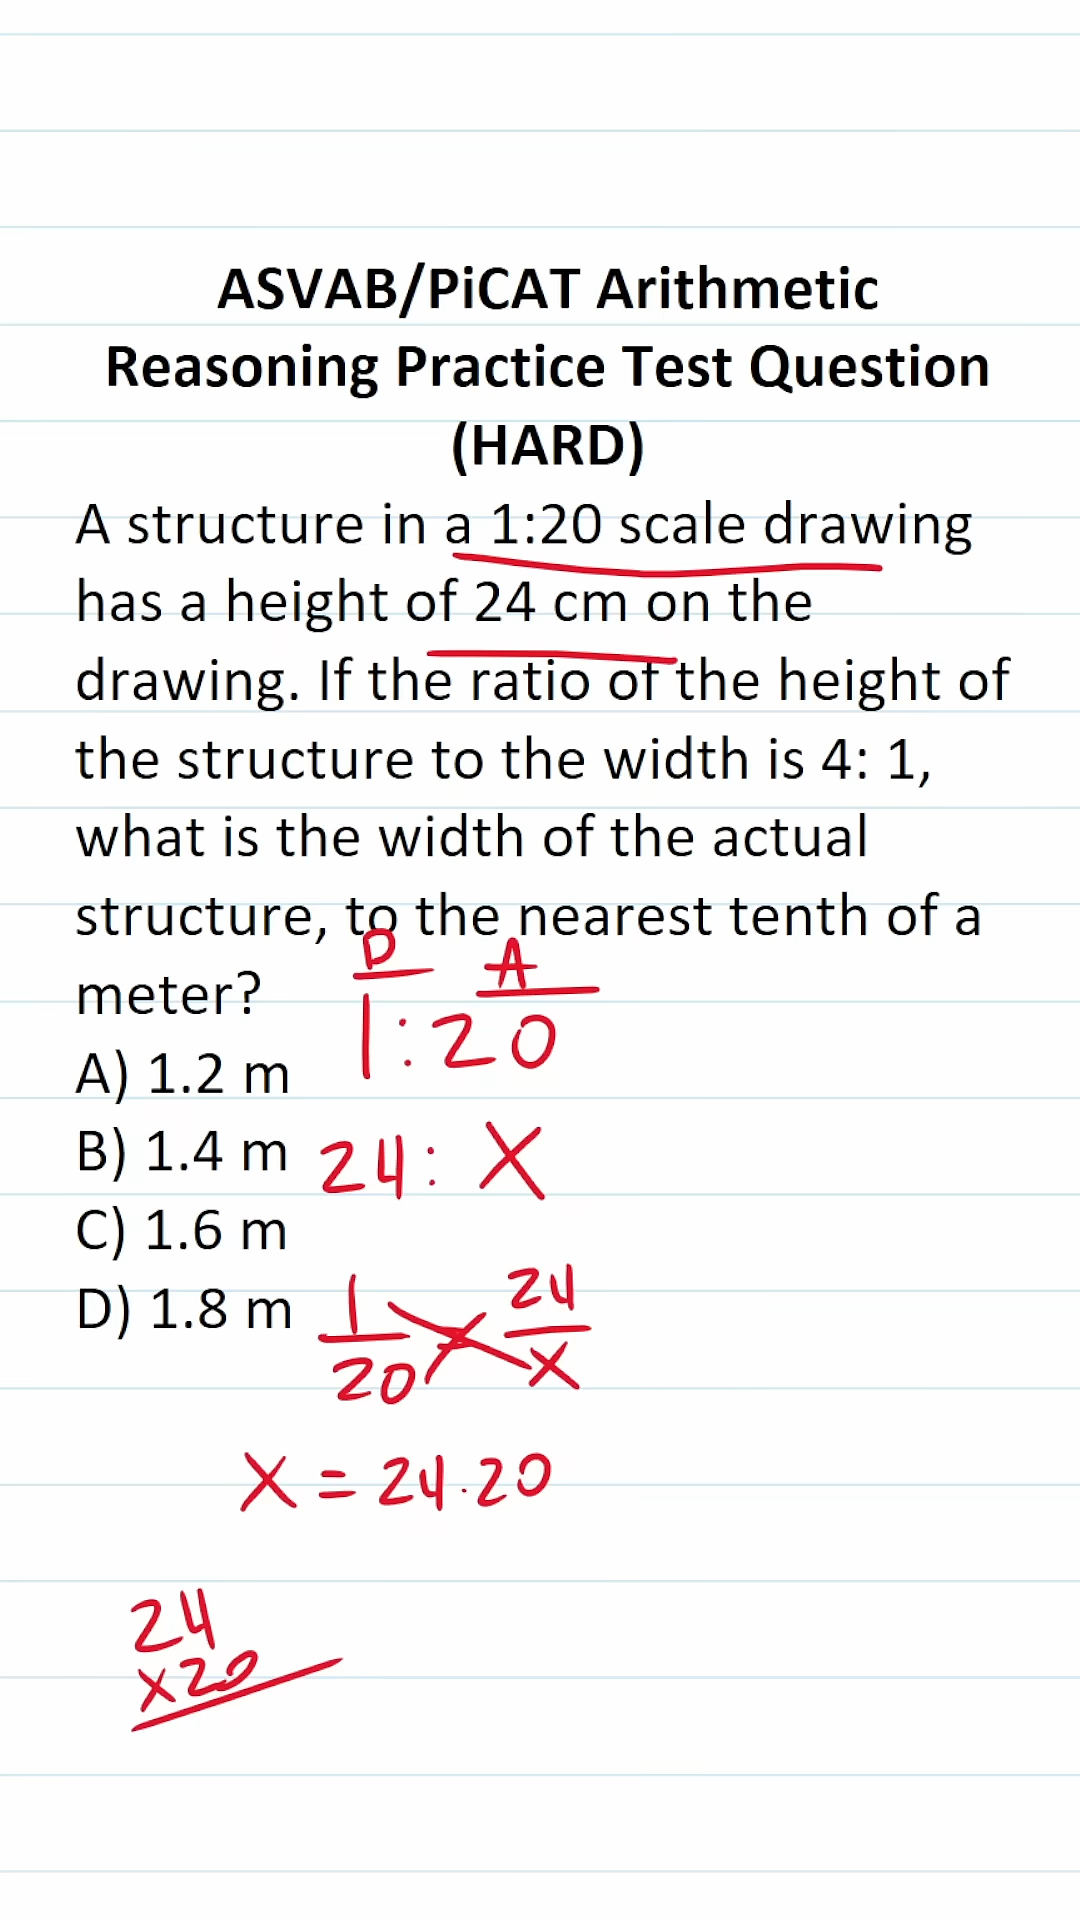 ASVAB/PiCAT Arithmetic
Reasoning Practice Test Question
(HARD)
A structure in a 1:20 scale drawing
has a height of 24 cm on the
drawing. If the ratio of the height of
the structure to the width is 4: 1,
what is the width of the actual
structure, to the nearest tenth of a
meter?
D A
1:20
A) 1.2 m
B) 1.4 m
24: X
C) 1.6 m
D) 1.8 m
1 24
20 X
X = 24.20
24
x20